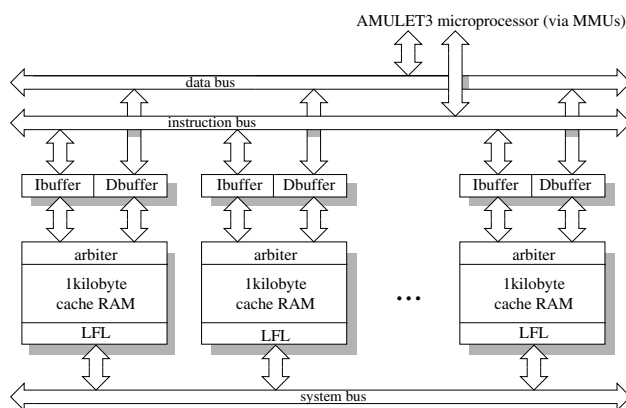 AMULET3 microprocessor (via MMUs)
data bus
instruction bus
Ibuffer Dbuffer Ibuffer Dbuffer Ibuffer Dbuffer
arbiter arbiter arbiter
1kilobyte 1kilobyte 1kilobyte
cache RAM cache RAM ... cache RAM
LFL LFL LFL
system bus